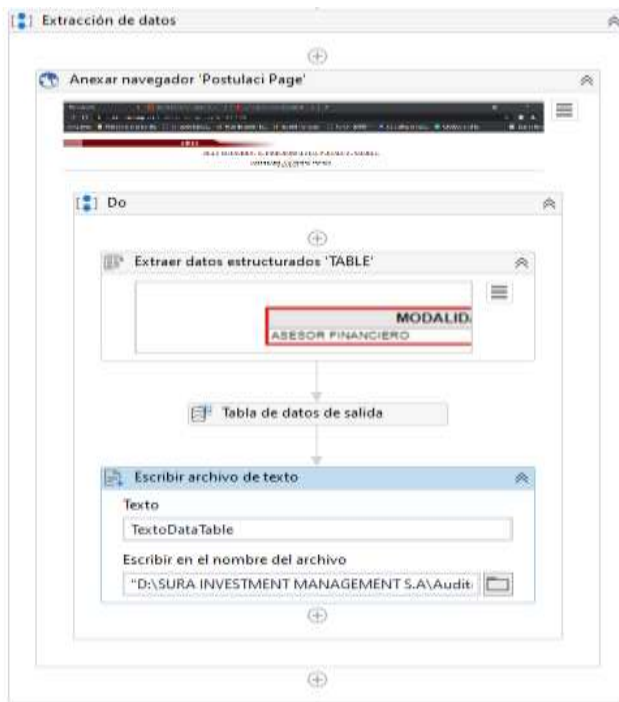 Extracción de datos
Anexar navegador 'Postulaci Page'
Do
Extraer datos estructurados 'TABLE'
MODALID
ASESOR FINANCIERO
Tabla de datos de salida
Escribir archivo de texto
Texto
TextoDataTable
Escribir en el nombre del archivo
"D:\SURA INVESTMENT MANAGEMENT S.A\Audit